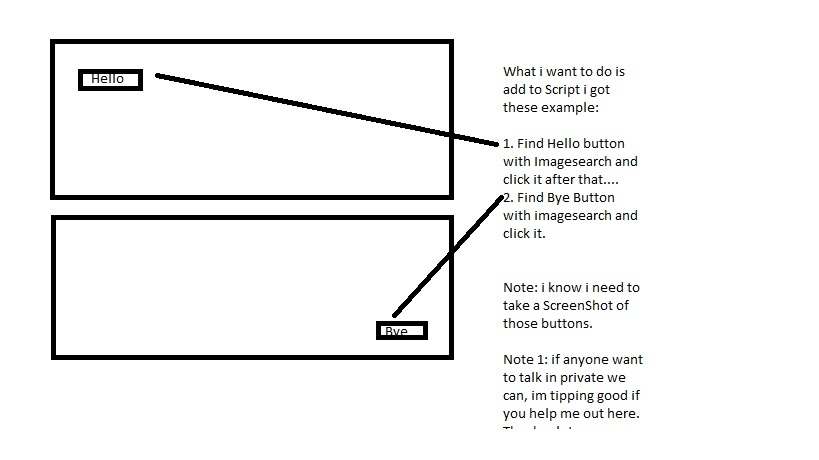 Hello
What i want to do is
add to Script i got
these example:
1. Find Hello button
with Imagesearch and
click it after that....
2. Find Bye Button
with imagesearch and
click it.
Note: i know i need to
take a ScreenShot of
those buttons.
Bye
Note 1: if anyone want
to talk in private we
can, im tipping good if
you help me out here.